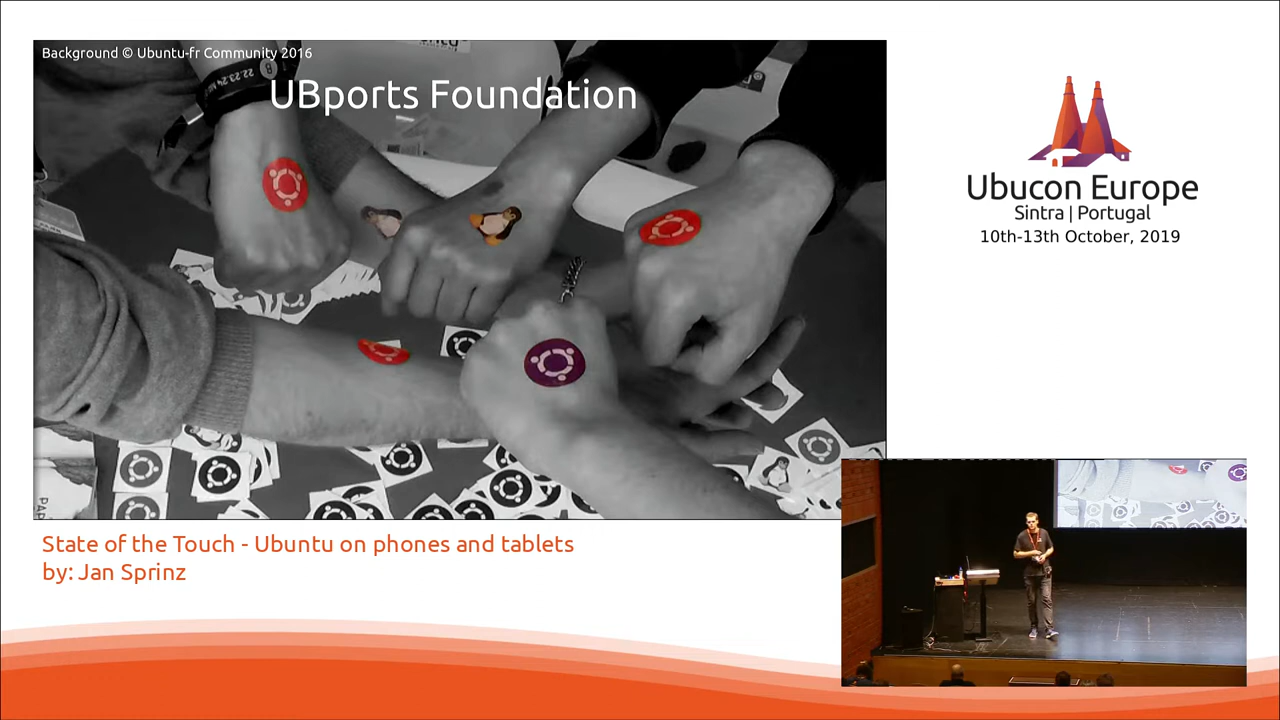 Background © Ubuntu-fr Community 2016
UBports Foundation
Ubucon Europe
Sintra | Portugal
10th-13th October, 2019
State of the Touch - Ubuntu on phones and tablets
by: Jan Sprinz